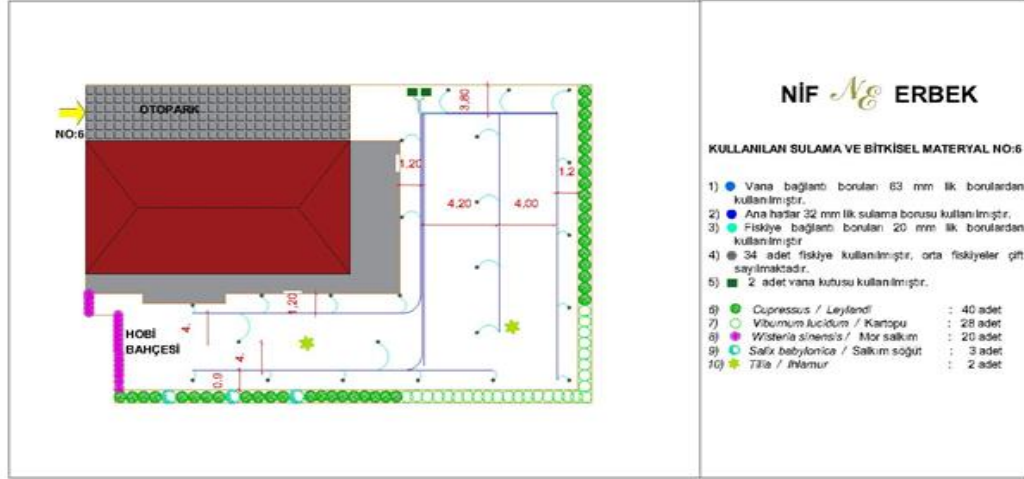 OTOPARK
NO:6
3,80
1,20
1,2
4,20
4,00
1,20
4.
HOBİ
BAHÇESİ
4.
0.9
NİF NE ERBEK
KULLANILAN SULAMA VE BİTKİSEL MATERYAL NO:6
1) Vana bağlantı boruları 63 mm lik borulardan
kullanılmıştır.
2) Ana hatlar 32 mm lik sulama borusu kullanılmıştır.
3) Fıskiye bağlantı boruları 20 mm lik borulardan
kullanılmıştır
4) 34 adet fıskiye kullanılmıştır, orta fıskiyeler çift
sayılmaktadır.
5) 2 adet vana kutusu kullanılmıştır.
6) Cupressus / Leylandi : 40 adet
7) Viburnum lucidum / Kartopu : 28 adet
8) Wisteria sinensis / Mor salkım : 20 adet
9) Salix babylonica / Salkım söğüt : 3 adet
10) Tilia / Ihlamur : 2 adet